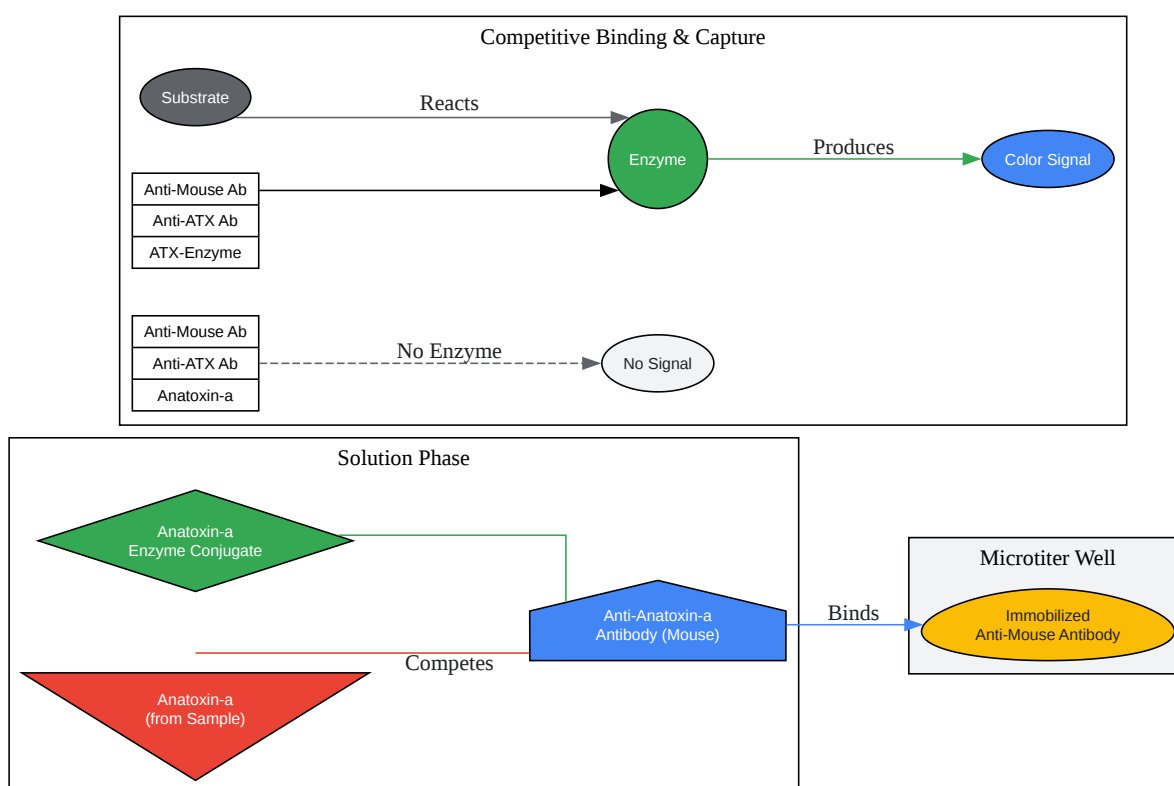 Competitive Binding & Capture
Substrate
Reacts
Enzyme
Produces
Color Signal
Anti-Mouse Ab
Anti-ATX Ab
ATX-Enzyme
Anti-Mouse Ab
Anti-ATX Ab
Anatoxin-a
No Enzyme
No Signal
Solution Phase
Anatoxin-a
Enzyme Conjugate
Anti-Anatoxin-a
Antibody (Mouse)
Competes
Anatoxin-a
(from Sample)
Binds
Microtiter Well
Immobilized
Anti-Mouse Antibody